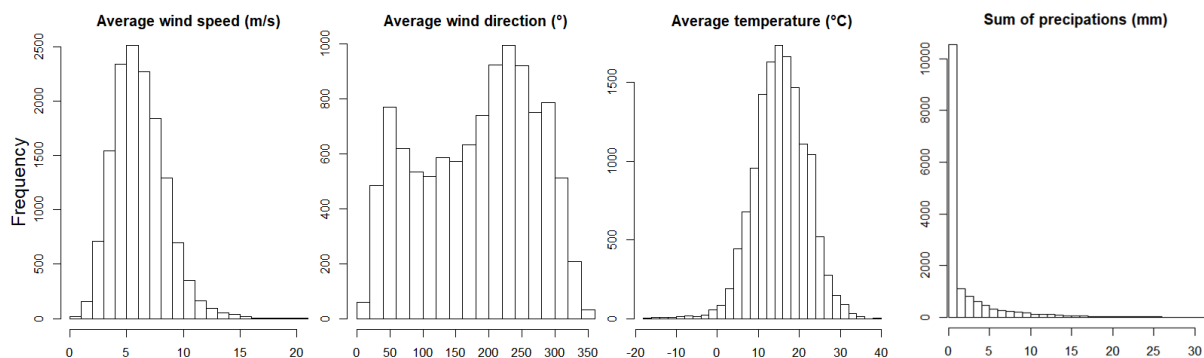 Average wind speed (m/s)
Frequency
0 500 1000 1500 2000 2500
0 5 10 15 20
Average wind direction (°)
0 200 400 600 800 1000
0 50 100 150 200 250 300 350
Average temperature (°C)
0 500 1000 1500
-20 -10 0 10 20 30 40
Sum of precipations (mm)
0 2000 4000 6000 8000 10000
0 5 10 15 20 25 30